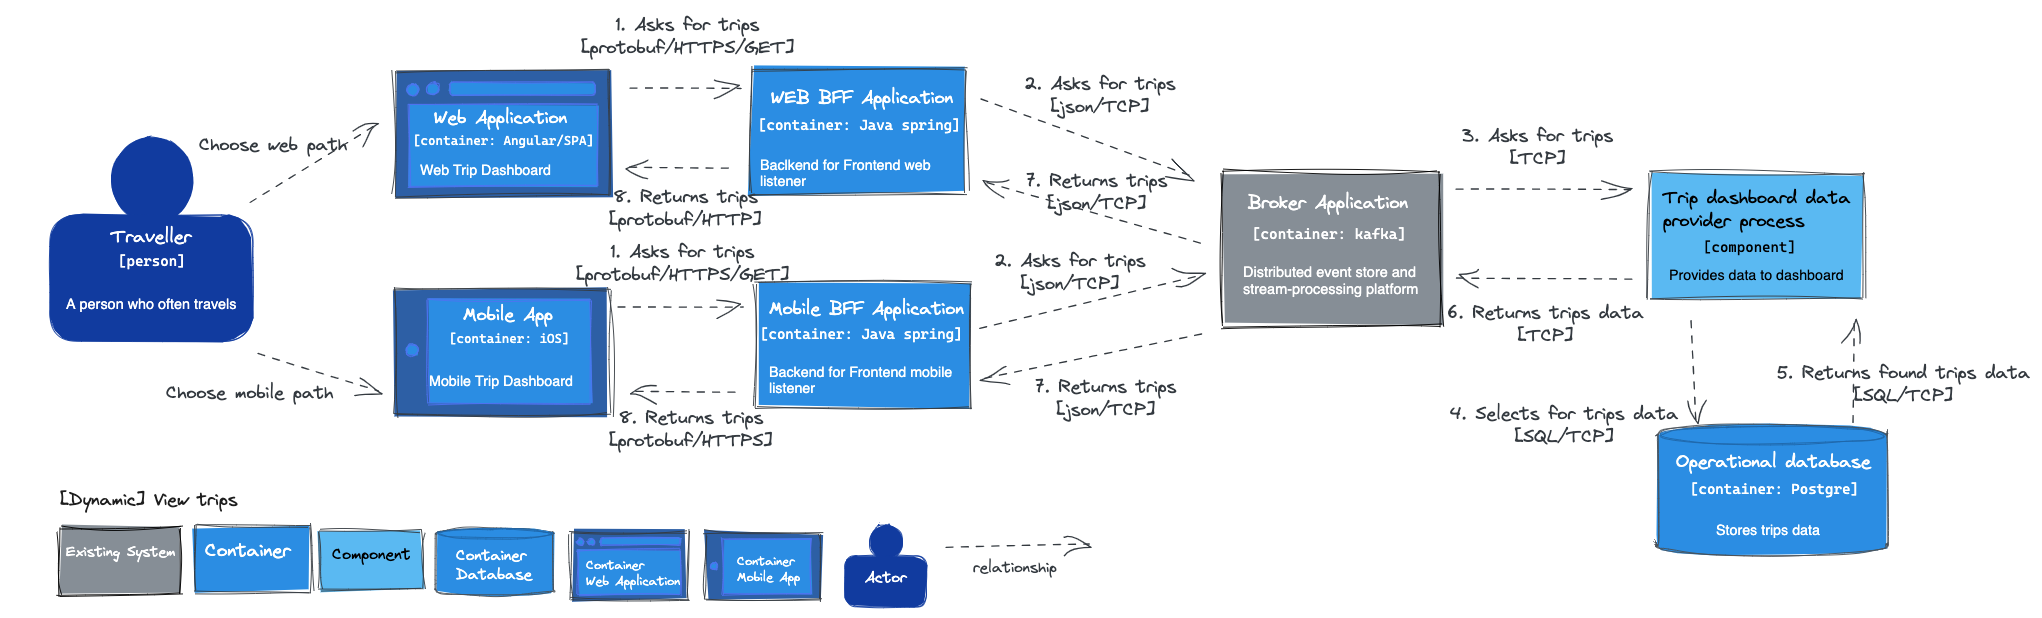 1. Asks for trips
[protobuf/HTTPS/GET]
Choose web path
Web Application
[container: Angular/SPA]
Web Trip Dashboard
WEB BFF Application
[container: Java spring]
Baclkend for Frontend web
listener
2. Asks for trips
[json/TCP]
7. Returns trips
[json/TCP]
8. Returns trips
[protobuf/HTTP]
Traveller
[person]
A person who often travels
Choose mobile path
1. Asks for trips
[protobuf/HTTPS/GET]
Mobile App
[container: iOS]
Mobile Trip Dashboard
Mobile BFF Application
[container: Java spring]
Backend for Frontend mobile
listener
2. Asks for trips
[json/TCP]
7. Returns trips
[json/TCP]
8. Returns trips
[protobuf/HTTPS]
Broker Application
[container: kafka]
Distributed event store and
stream-processing platform
3. Asks for trips
[TCP]
Trip dashboard data
provider process
[component]
Provides data to dashboard
6. Returns trips data
[TCP]
5. Returns found trips data
[SQL/TCP]
4. Selects for trips data
[SQL/TCP]
Operational database
[container: Postgre]
Stores trips data
[Dynamic] View trips
Existing System
Container
Component
Container
Database
Container
Web Application
Container
Mobile App
Actor
relationship